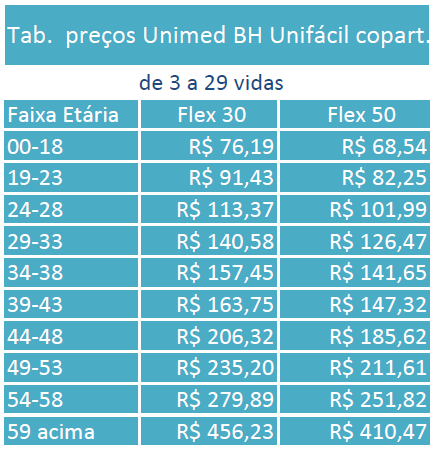 Tab. preços Unimed BH Unifácil copart.
de 3 a 29 vidas
Faixa Etária Flex 30 Flex 50
00-18 R$ 76,19 R$ 68,54
19-23 R$ 91,43 R$ 82,25
24-28 R$ 113,37 R$ 101,99
29-33 R$ 140,58 R$ 126,47
34-38 R$ 157,45 R$ 141,65
39-43 R$ 163,75 R$ 147,32
44-48 R$ 206,32 R$ 185,62
49-53 R$ 235,20 R$ 211,61
54-58 R$ 279,89 R$ 251,82
59 acima R$ 456,23 R$ 410,47